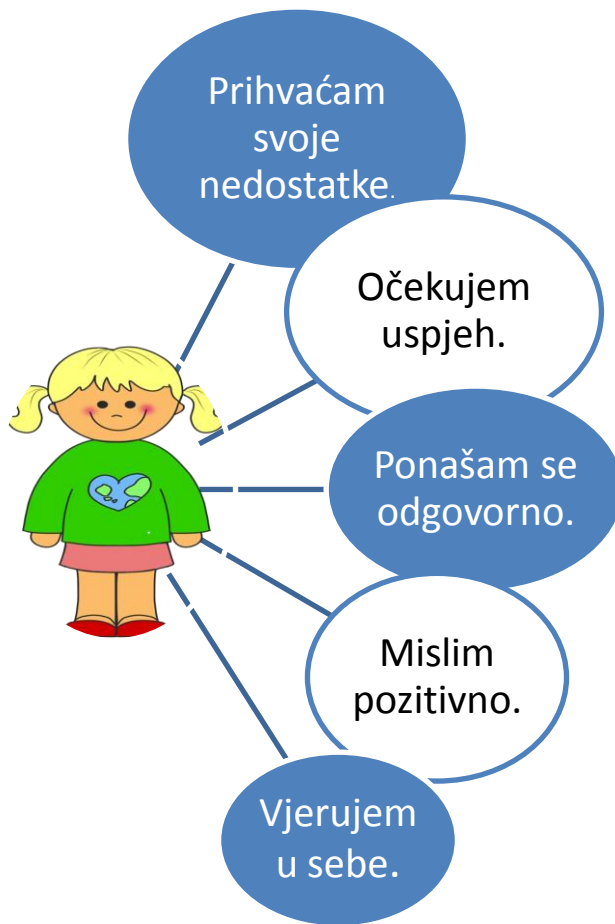 Prihvaćam
svoje
nedostatke.
Očekujem
uspjeh.
Ponašam se
odgovorno.
Mislim
pozitivno.
Vjerujem
u sebe.